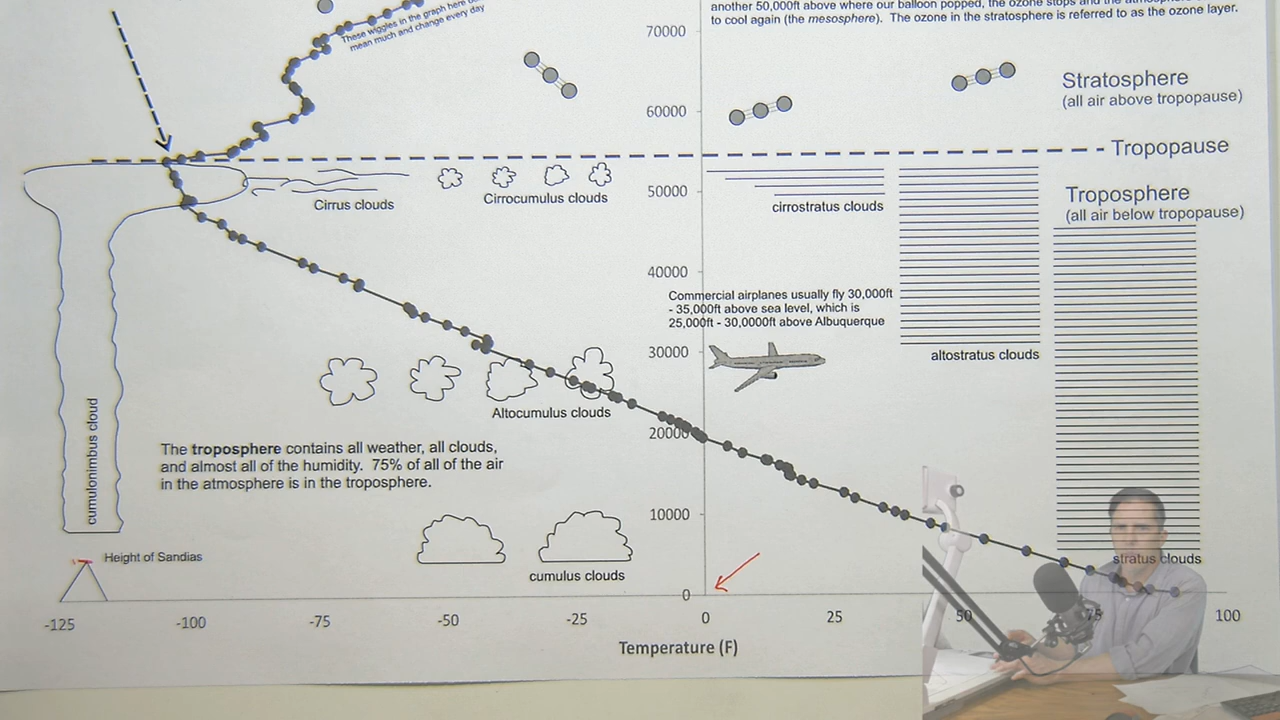 another 50,000ft above where our balloon popped, the ozone stops and the
to cool again (the mesosphere). The ozone in the stratosphere is referred to as the ozone layer.
These wiggles in the graph here
mean much and change every day
70000
Stratosphere
(all air above tropopause)
60000
Tropopause
Troposphere
(all air below tropopause)
50000
Cirrus clouds
Cirrocumulus clouds
cirrostratus clouds
40000
Commercial airplanes usually fly 30,000ft
- 35,000ft above sea level, which is
25,000ft - 30,0000ft above Albuquerque
30000
altostratus clouds
Altocumulus clouds
20000
cumulonimbus cloud
The troposphere contains all weather, all clouds,
and almost all of the humidity. 75% of all of the air
in the atmosphere is in the troposphere.
10000
Height of Sandias
cumulus clouds
stratus clouds
0
-125 -100 -75 -50 -25 0 25 50 75 100
Temperature (F)